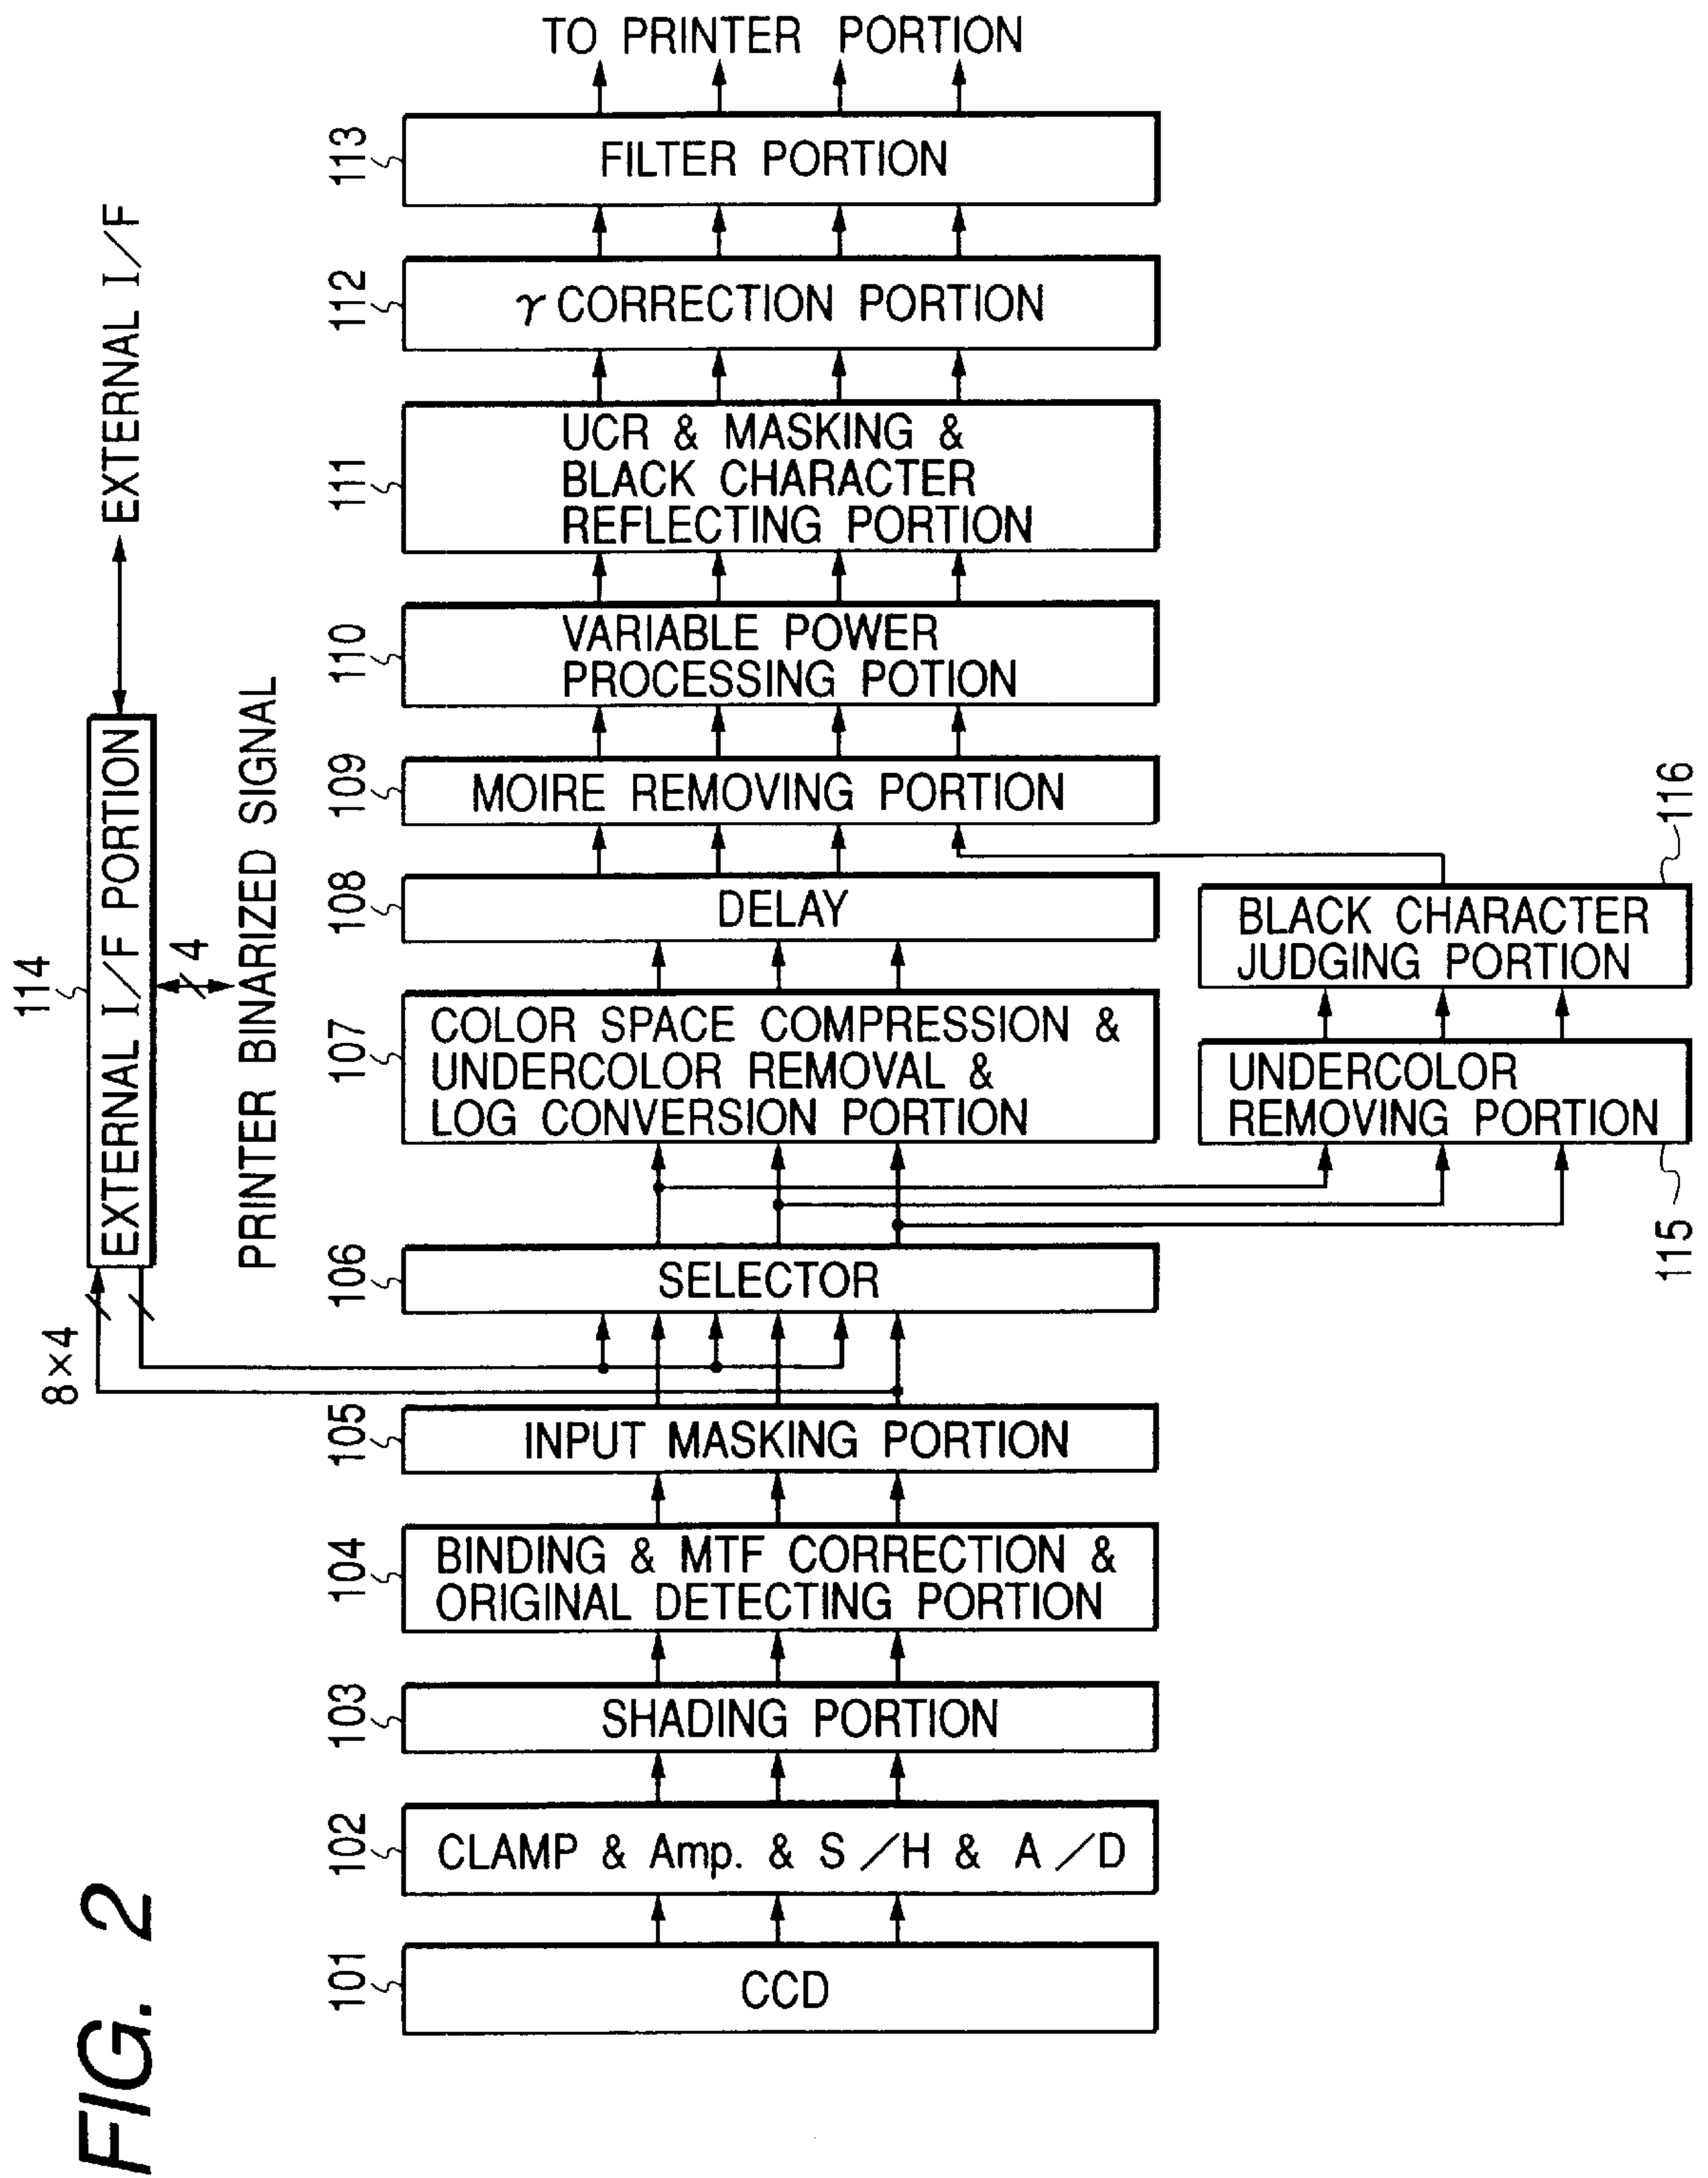 FIG. 2
TO PRINTER PORTION
113
FILTER PORTION
112
γ CORRECTION PORTION
111
UCR & MASKING &
BLACK CHARACTER
REFLECTING PORTION
110
VARIABLE POWER
PROCESSING POTION
109
MOIRE REMOVING PORTION
108
DELAY
107
COLOR SPACE COMPRESSION &
UNDERCOLOR REMOVAL &
LOG CONVERSION PORTION
106
SELECTOR
105
INPUT MASKING PORTION
104
BINDING & MTF CORRECTION &
ORIGINAL DETECTING PORTION
103
SHADING PORTION
102
CLAMP & Amp. & S/H & A/D
101
CCD
114
EXTERNAL I/F PORTION
EXTERNAL I/F
4
PRINTER BINARIZED SIGNAL
8×4
116
BLACK CHARACTER
JUDGING PORTION
UNDERCOLOR
REMOVING PORTION
115